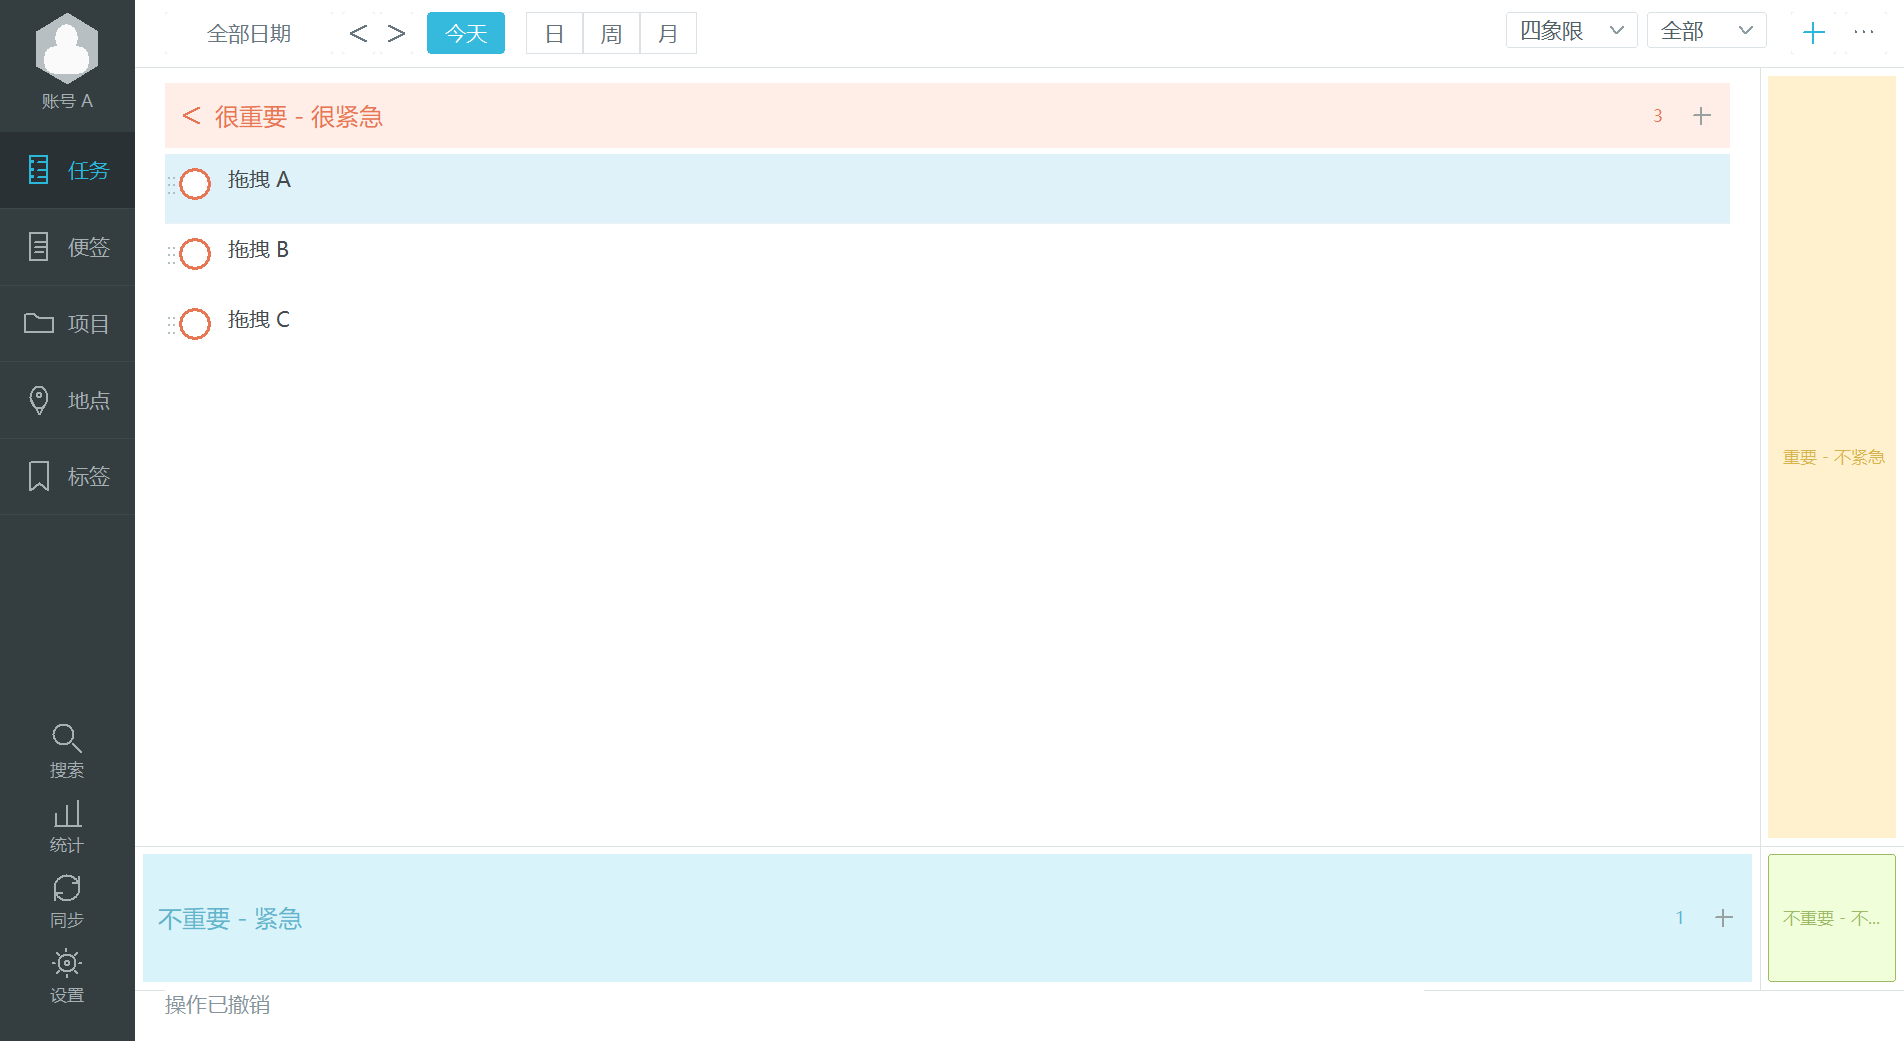 账号 A
任务
便签
项目
地点
标签
搜索
统计
同步
设置
全部日期
< >
今天
日
周
月
四象限
全部
+ ...
< 很重要 - 很紧急
3 +
拖拽 A
拖拽 B
拖拽 C
重要 - 不紧急
不重要 - 紧急
1 +
不重要 - 不...
操作已撤销